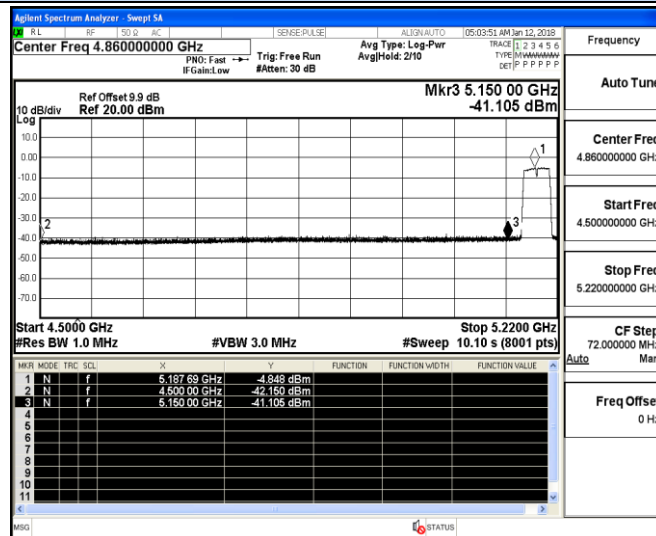 Agilent Spectrum Analyzer - Swept SA
RL RF 50 Ω AC SENSE:PULSE ALIGN AUTO 05:03:51 AM Jan 12, 2018
Center Freq 4.860000000 GHz
PNO: Fast
IFGain:Low
Trig: Free Run
#Atten: 30 dB
Avg Type: Log-Pwr
Avg|Hold: 2/10
TRACE 1 2 3 4 5 6
TYPE M
DET P P P P P P
Ref Offset 9.9 dB
Ref 20.00 dBm
10 dB/div
Log
Mkr3 5.150 00 GHz
-41.105 dBm
10.0
0.00
-10.0
-20.0
-30.0
-40.0
-50.0
-60.0
-70.0
1
2
3
Start 4.5000 GHz
Stop 5.2200 GHz
#Res BW 1.0 MHz #VBW 3.0 MHz #Sweep 10.10 s (8001 pts)
MKR MODE TRC SCL X Y FUNCTION FUNCTION WIDTH FUNCTION VALUE
1 N f 5.187 69 GHz -4.848 dBm
2 N f 4.500 00 GHz -42.150 dBm
3 N f 5.150 00 GHz -41.105 dBm
4
5
6
7
8
9
10
11
MSG STATUS
Frequency
Auto Tune
Center Freq
4.860000000 GHz
Start Freq
4.500000000 GHz
Stop Freq
5.220000000 GHz
CF Step
72.000000 MHz
Auto Man
Freq Offset
0 Hz